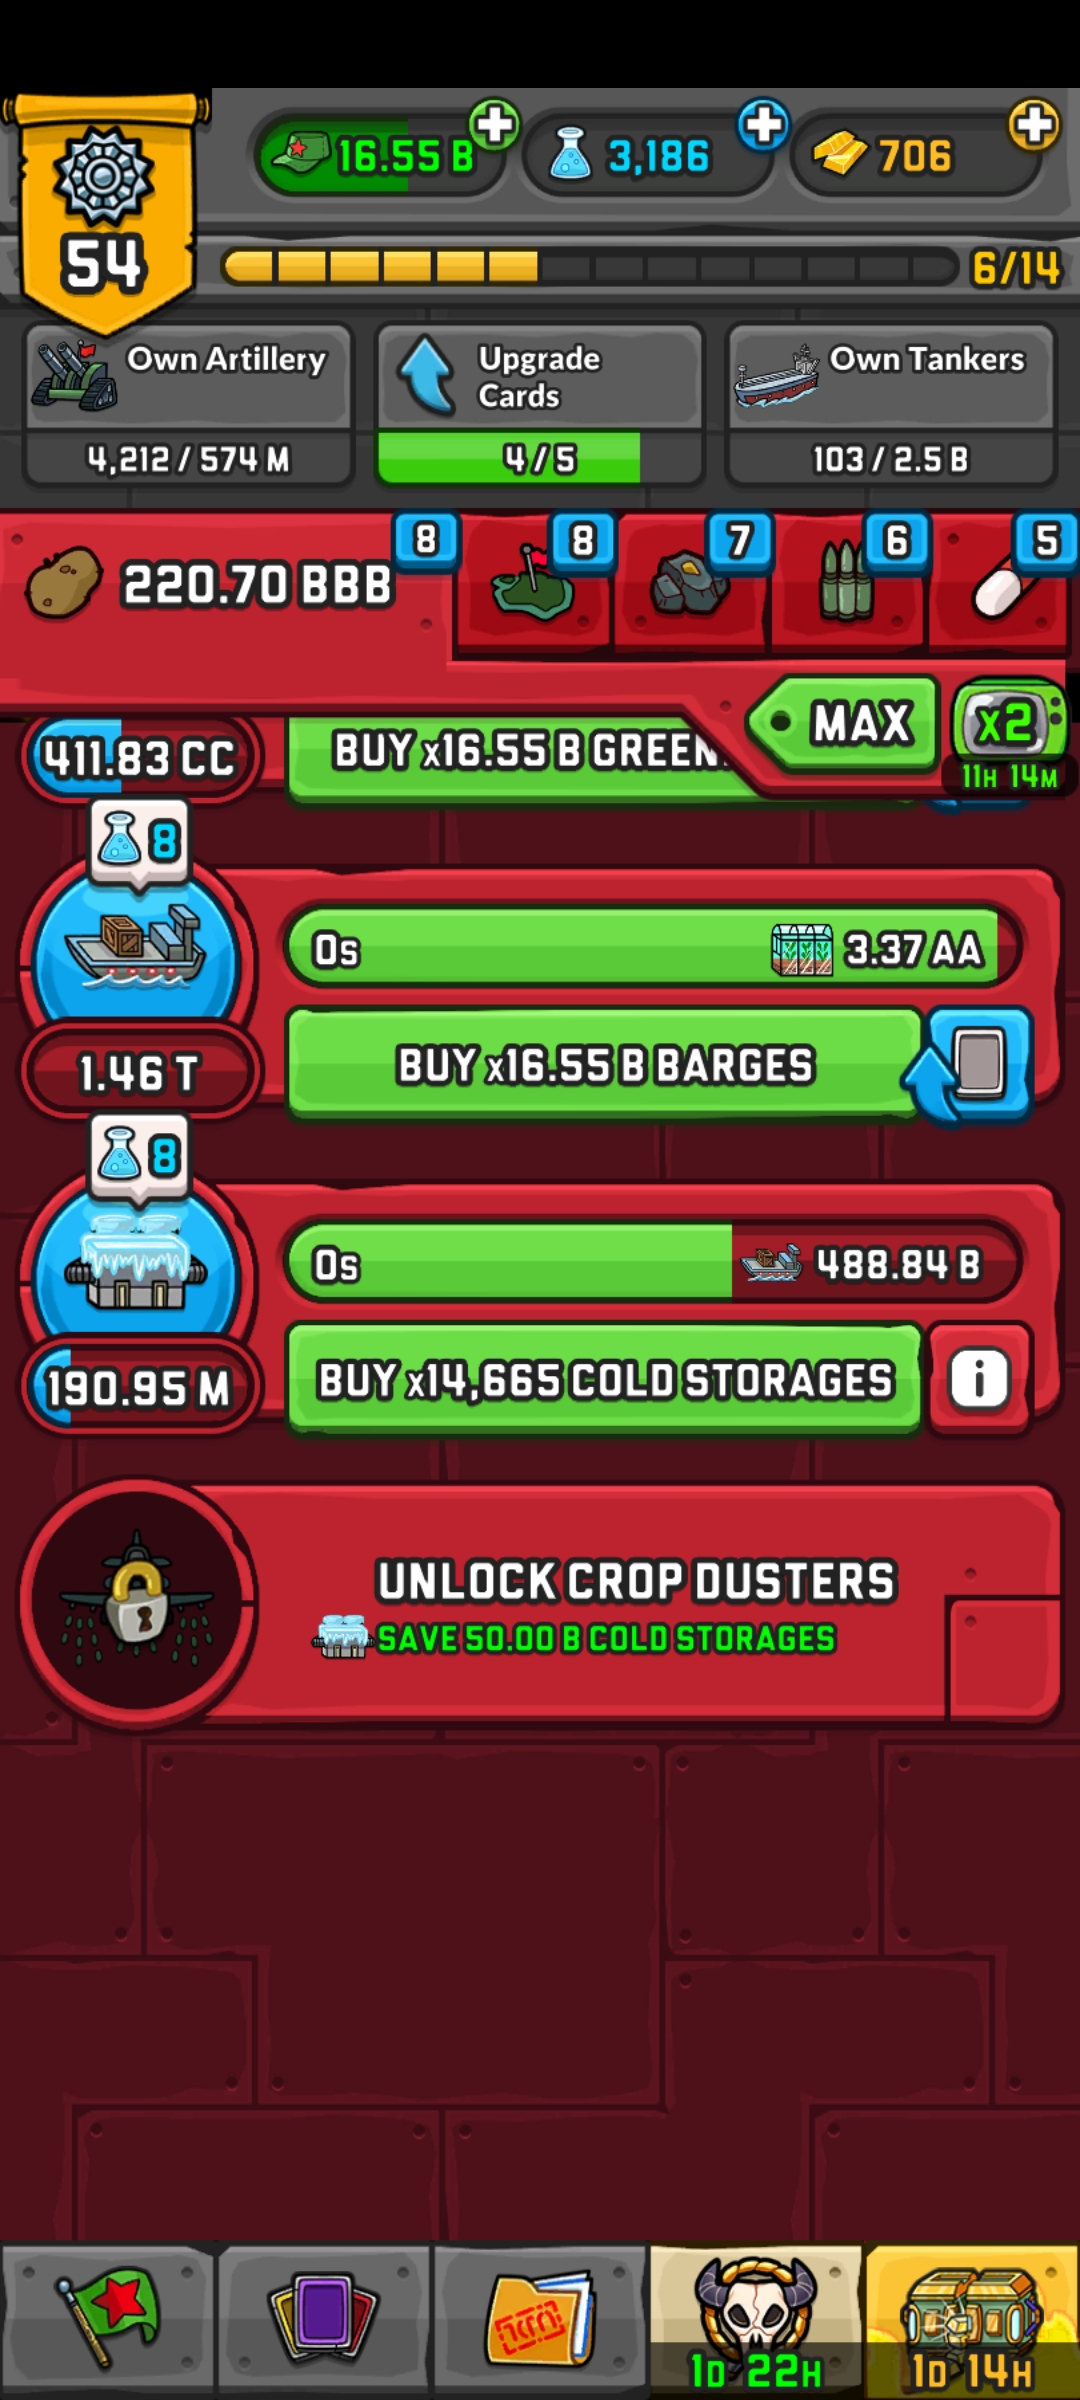 16.55 B
3,186
706
54
6/14
Own Artillery
4,212 / 574 M
Upgrade
Cards
4 / 5
Own Tankers
103 / 2.5 B
220.70 BBB
8
8
7
6
5
MAX
x2
11H 14M
411.83 CC
BUY x16.55 B GREEN
8
0s
3.37 AA
1.46 T
BUY x16.55 B BARGES
8
0s
488.84 B
190.95 M
BUY x14,665 COLD STORAGES
i
UNLOCK CROP DUSTERS
SAVE 50.00 B COLD STORAGES
1D 22H
1D 14H